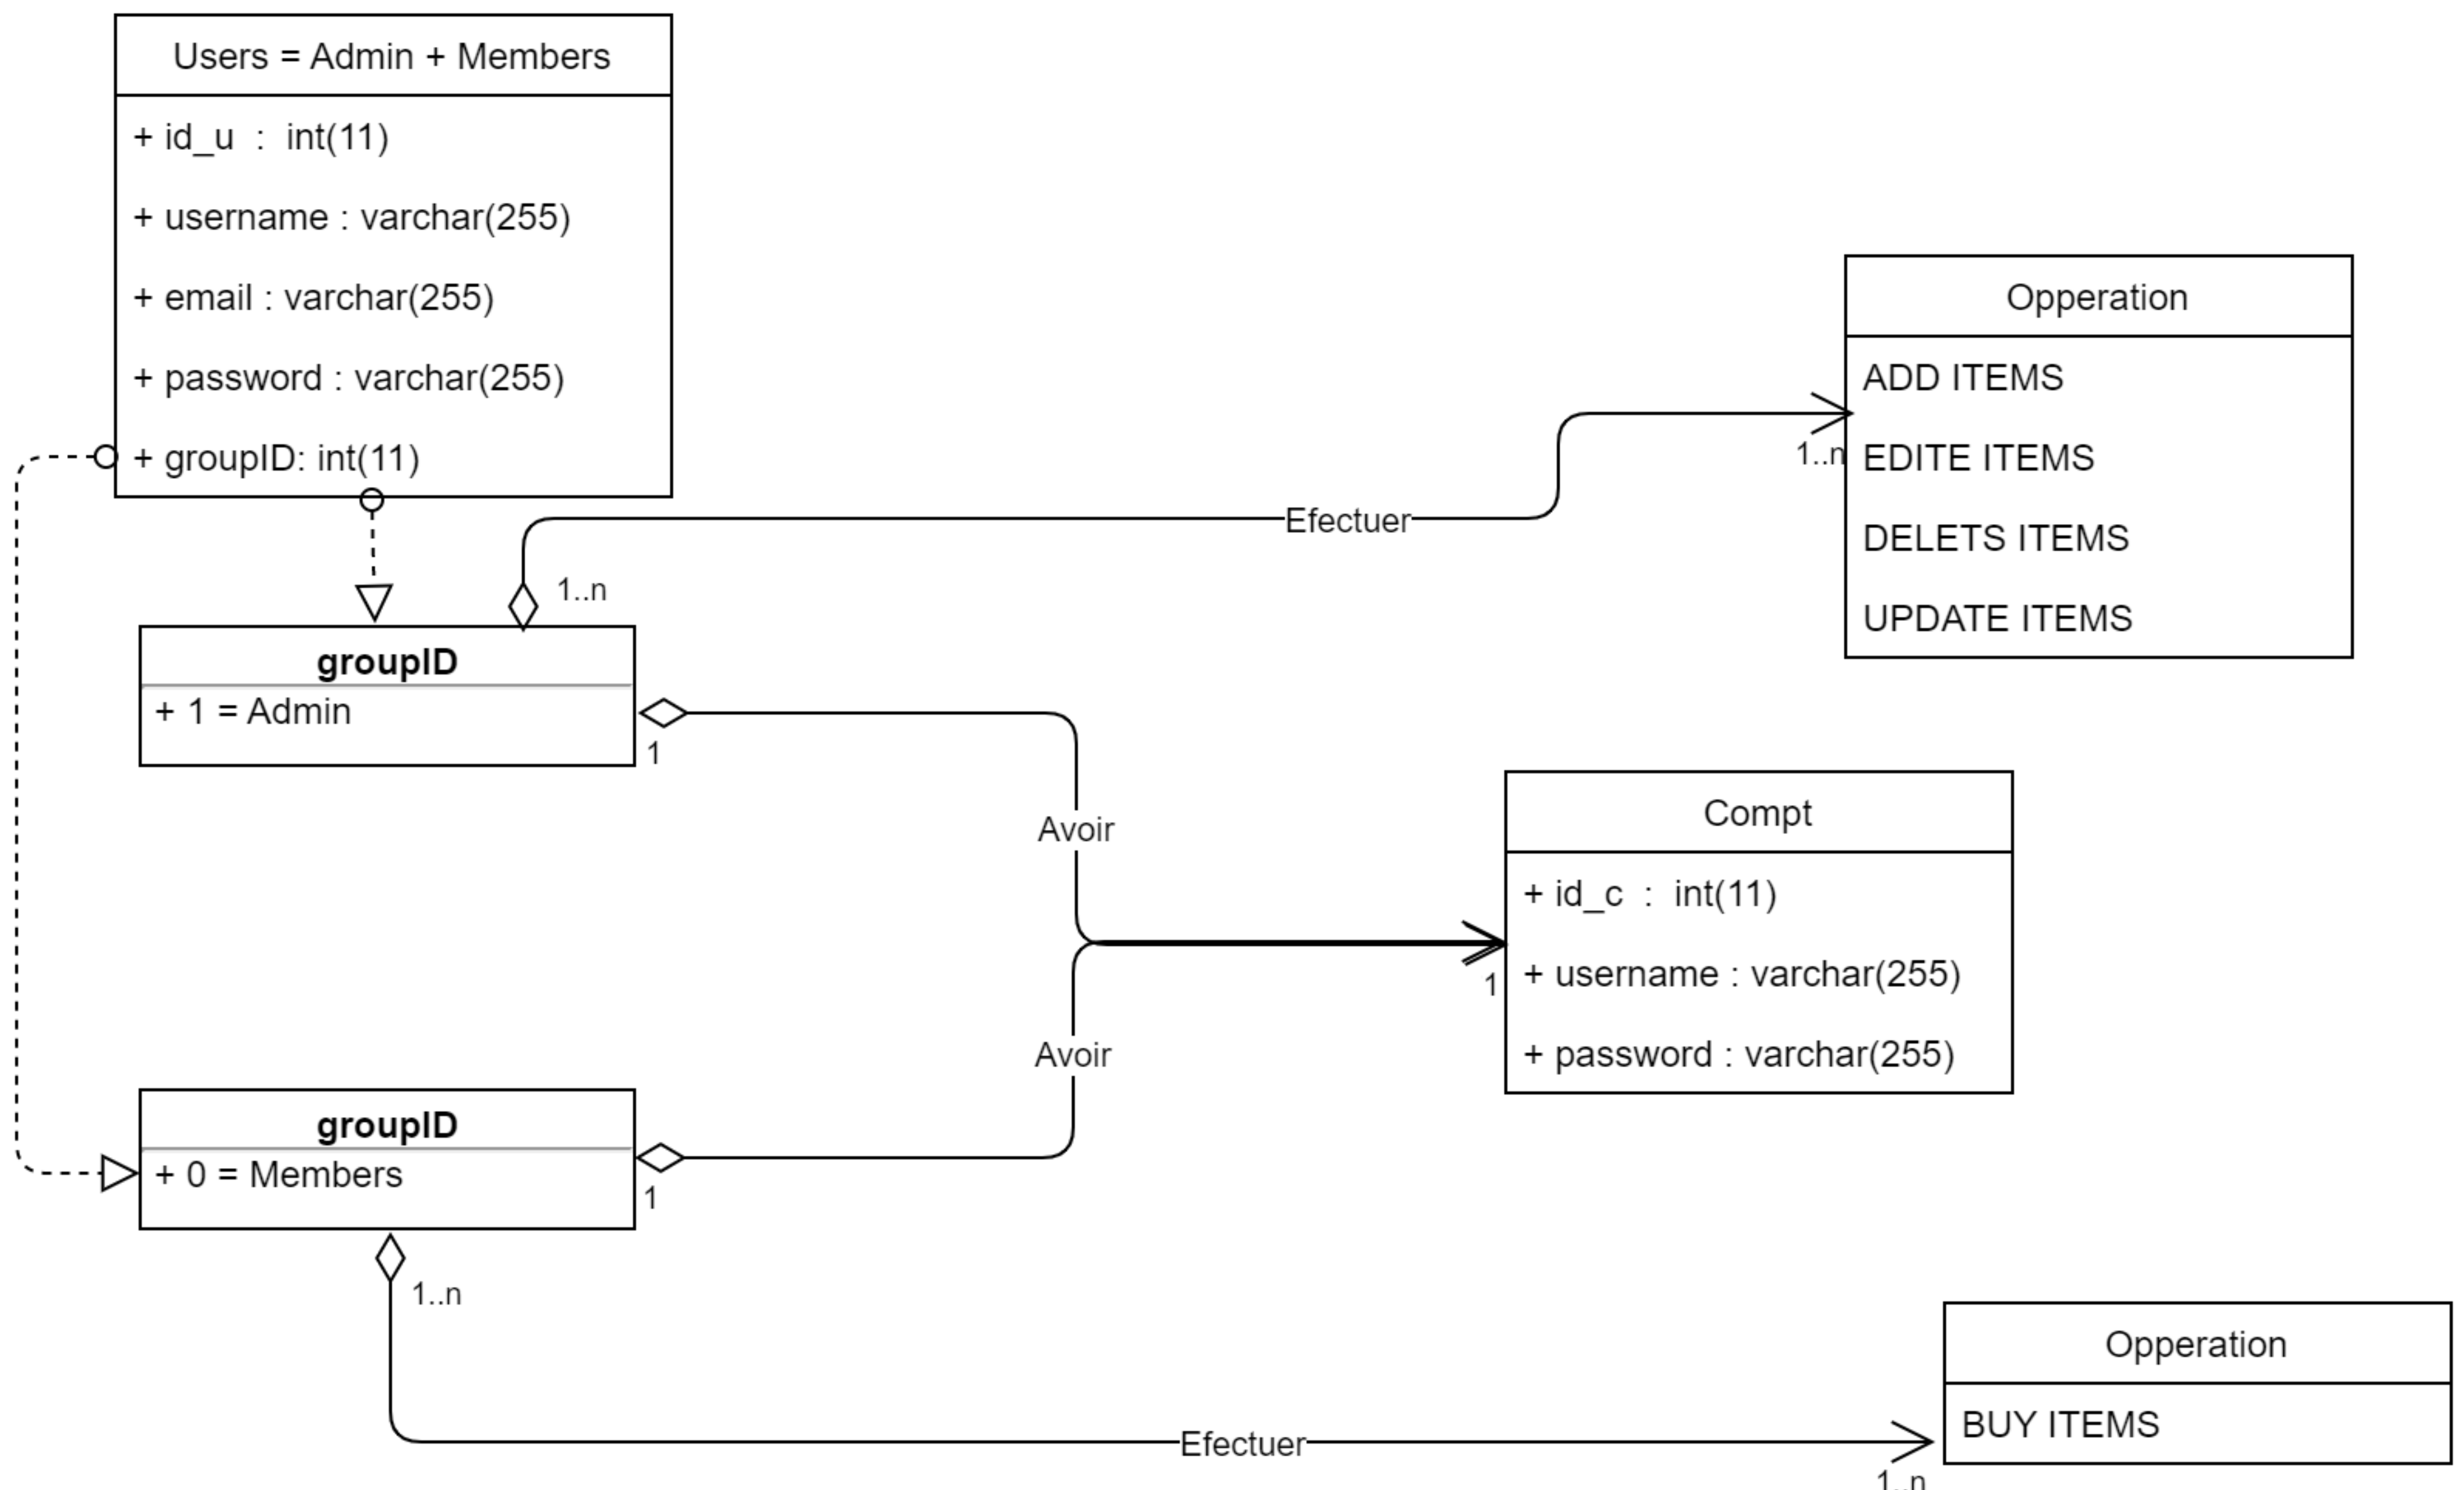 Users = Admin + Members
+ id_u  :  int(11)
+ username : varchar(255)
+ email : varchar(255)
+ password : varchar(255)
+ groupID: int(11)
Opperation
ADD ITEMS
EDITE ITEMS
DELETS ITEMS
UPDATE ITEMS
1..n
Efectuer
1..n
groupID
+ 1 = Admin
1
Avoir
Compt
+ id_c  :  int(11)
+ username : varchar(255)
+ password : varchar(255)
1
Avoir
groupID
+ 0 = Members
1
1..n
Efectuer
Opperation
BUY ITEMS
1..n